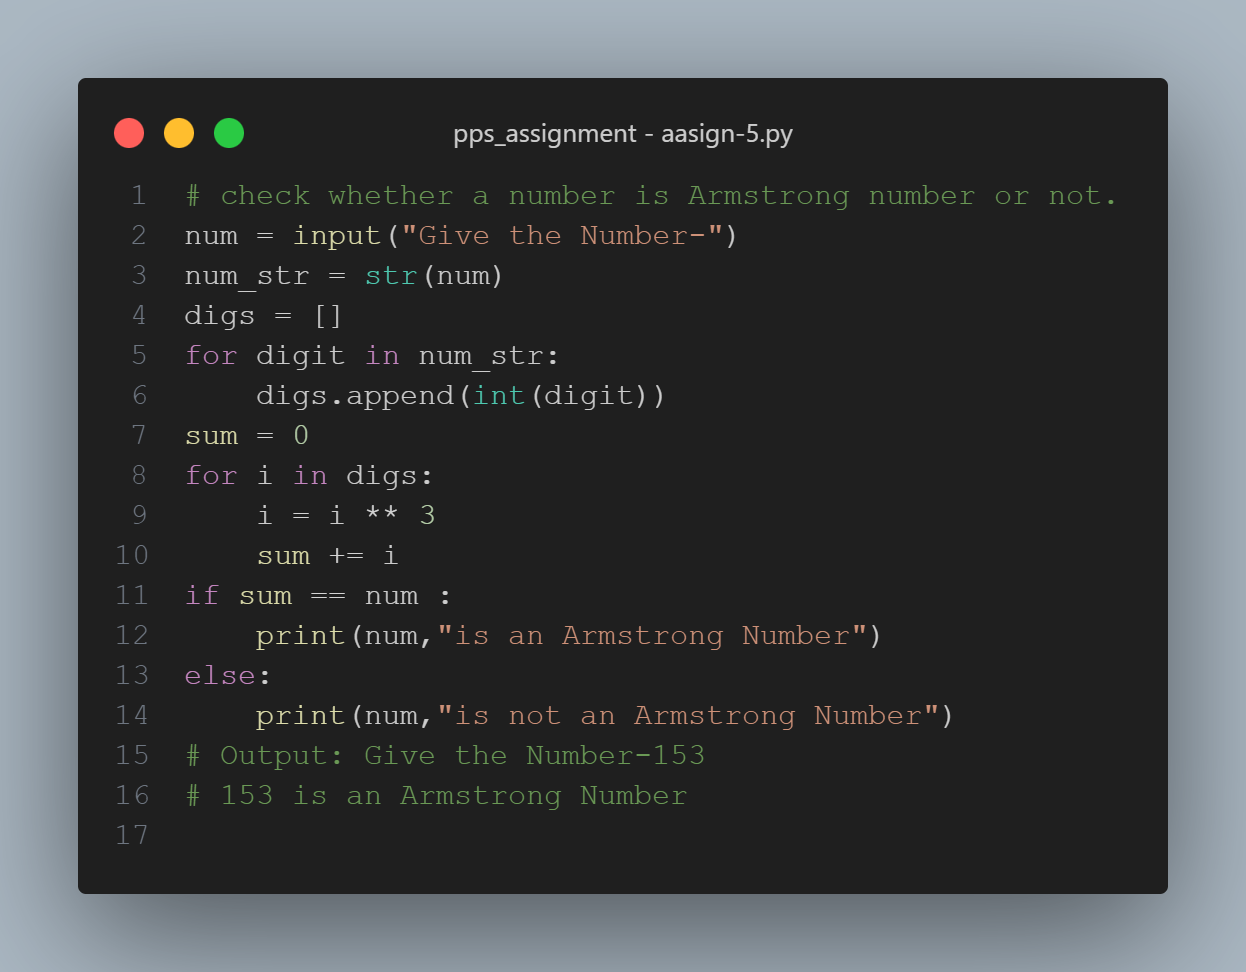 pps_assignment - aasign-5.py
1 # check whether a number is Armstrong number or not.
2 num = input("Give the Number-")
3 num_str = str(num)
4 digs = []
5 for digit in num_str:
6     digs.append(int(digit))
7 sum = 0
8 for i in digs:
9     i = i ** 3
10     sum += i
11 if sum == num :
12     print(num,"is an Armstrong Number")
13 else:
14     print(num,"is not an Armstrong Number")
15 # Output: Give the Number-153
16 # 153 is an Armstrong Number
17